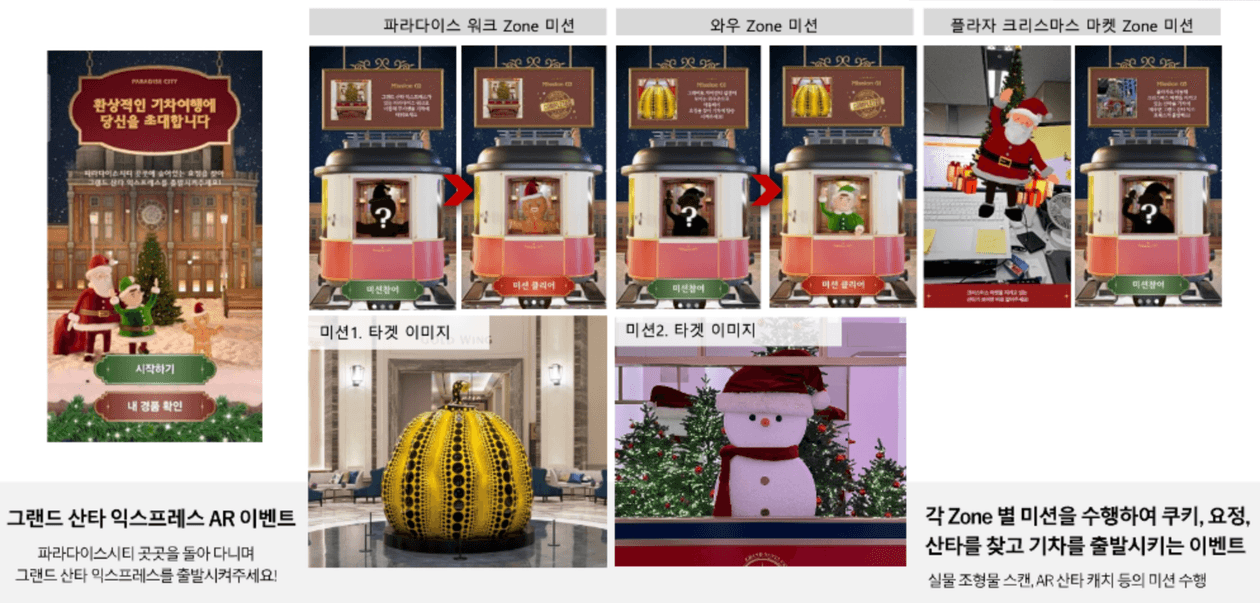 파라다이스 워크 Zone 미션
와우 Zone 미션
플라자 크리스마스 마켓 Zone 미션
PARADISE CITY
환상적인 기차여행에
당신을 초대합니다
파라다이스시티 곳곳에 숨어있는 요정을 찾아
그랜드 산타 익스프레스를 출발시켜주세요!
시작하기
내 경품 확인
Mission 01
Mission 01
Mission 02
Mission 02
Mission 03
?
?
?
미션참여
미션 클리어
미션참여
미션 클리어
미션참여
미션1. 타겟 이미지
GOLD WING
미션2. 타겟 이미지
그랜드 산타 익스프레스 AR 이벤트
파라다이스시티 곳곳을 돌아 다니며
그랜드 산타 익스프레스를 출발시켜주세요!
각 Zone 별 미션을 수행하여 쿠키, 요정,
산타를 찾고 기차를 출발시키는 이벤트
실물 조형물 스캔, AR 산타 캐치 등의 미션 수행